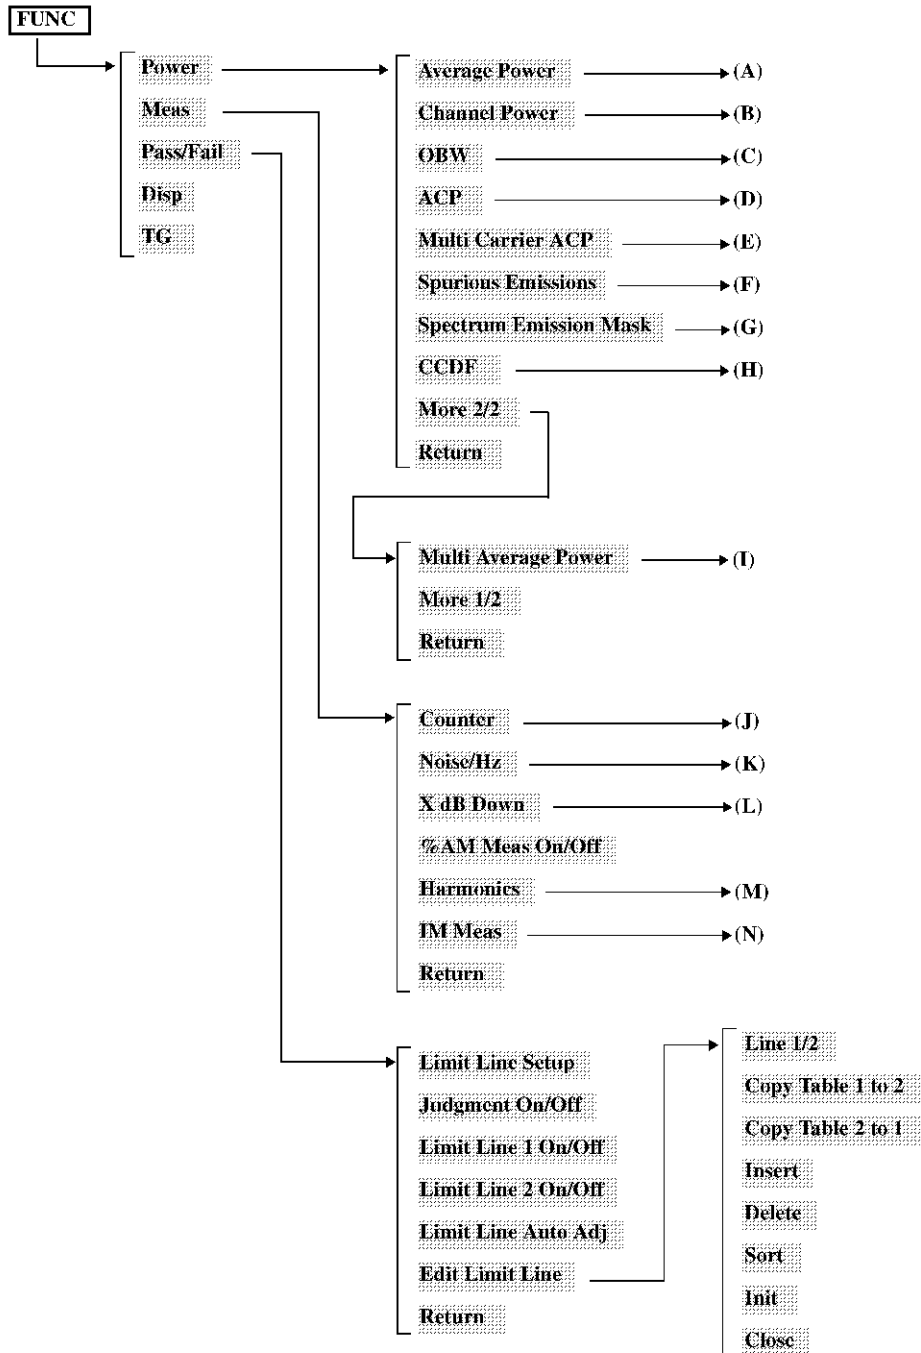 FUNC
Power
Meas
Pass/Fail
Disp
TG
Average Power (A)
Channel Power (B)
OBW (C)
ACP (D)
Multi Carrier ACP (E)
Spurious Emissions (F)
Spectrum Emission Mask (G)
CCDF (H)
More 2/2
Return
Multi Average Power (I)
More 1/2
Return
Counter (J)
Noise/Hz (K)
X dB Down (L)
%AM Meas On/Off
Harmonics (M)
IM Meas (N)
Return
Limit Line Setup
Judgment On/Off
Limit Line 1 On/Off
Limit Line 2 On/Off
Limit Line Auto Adj
Edit Limit Line
Return
Line 1/2
Copy Table 1 to 2
Copy Table 2 to 1
Insert
Delete
Sort
Init
Close